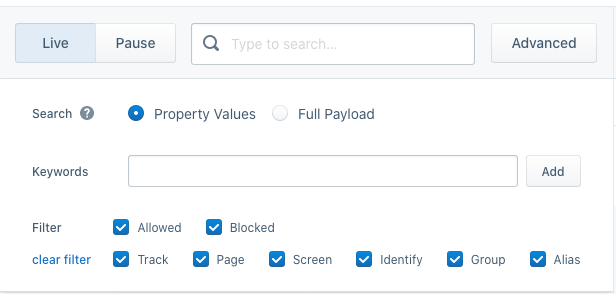 Live Pause Type to search... Advanced
Search ? Property Values Full Payload
Keywords Add
Filter Allowed Blocked
clear filter Track Page Screen Identify Group Alias